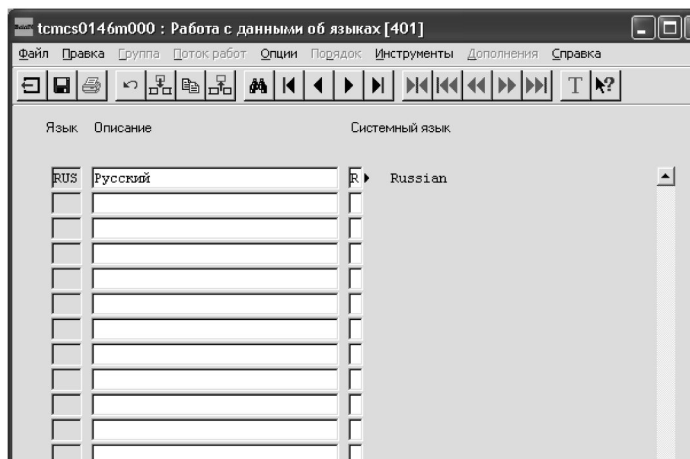 tcmcs0146m000 : Работа с данными об языках [401]
Файл Правка Группа Поток работ Опции Порядок Инструменты Дополнения Справка
T ?
Язык Описание Системный язык
RUS Русский R Russian